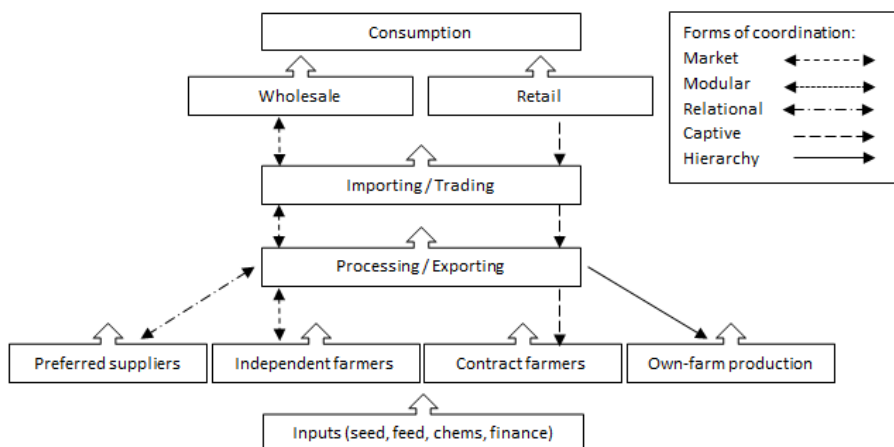 Consumption
Forms of coordination:
Market
Modular
Relational
Captive
Hierarchy
Wholesale
Retail
Importing / Trading
Processing / Exporting
Preferred suppliers
Independent farmers
Contract farmers
Own-farm production
Inputs (seed, feed, chems, finance)